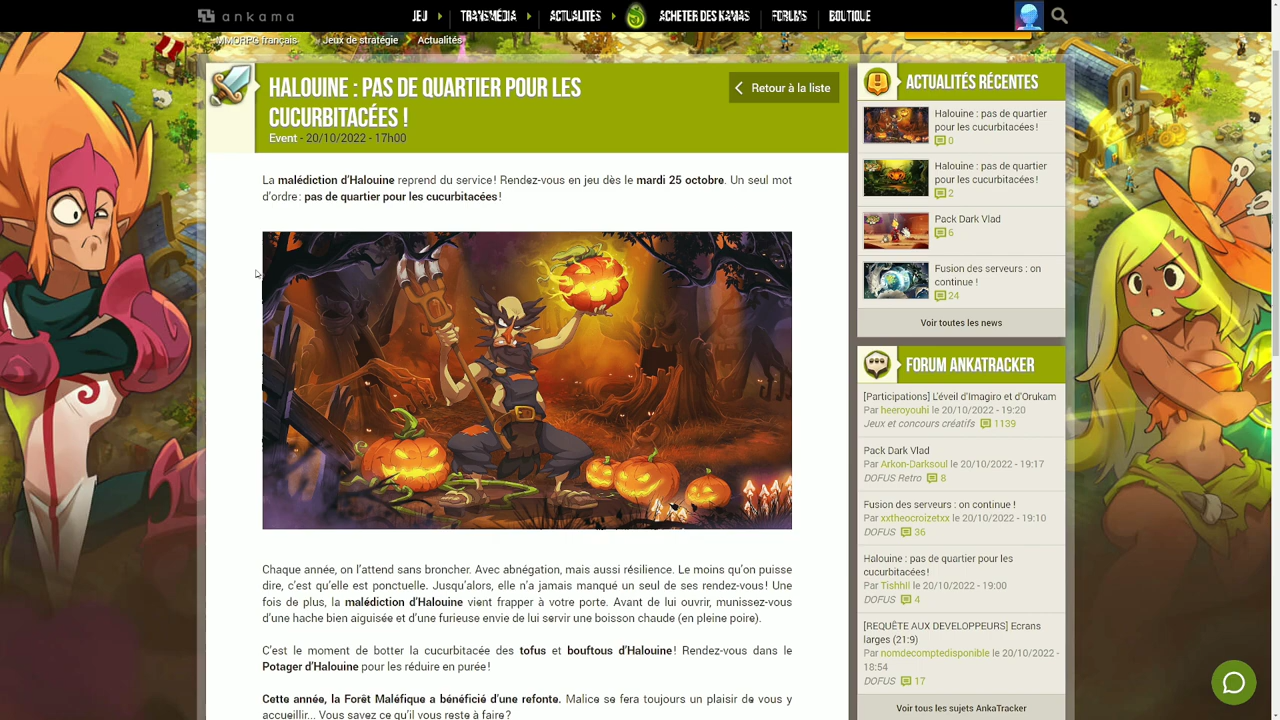 ankama
JEU
TRANSMÉDIA
ACTUALITÉS
ACHETER DES KAMAS
FORUMS
BOUTIQUE
MMORPG français
Jeux de stratégie
Actualités
HALOUINE : PAS DE QUARTIER POUR LES
CUCURBITACÉES !
Event - 20/10/2022 - 17h00
Retour à la liste
La malédiction d'Halouine reprend du service ! Rendez-vous en jeu dès le mardi 25 octobre. Un seul mot
d'ordre : pas de quartier pour les cucurbitacées !
Chaque année, on l'attend sans broncher. Avec abnégation, mais aussi résilience. Le moins qu'on puisse
dire, c'est qu'elle est ponctuelle. Jusqu'alors, elle n'a jamais manqué un seul de ses rendez-vous ! Une
fois de plus, la malédiction d'Halouine vient frapper à votre porte. Avant de lui ouvrir, munissez-vous
d'une hache bien aiguisée et d'une furieuse envie de lui servir une boisson chaude (en pleine poire).
C'est le moment de botter la cucurbitacée des tofus et bouftous d'Halouine ! Rendez-vous dans le
Potager d'Halouine pour les réduire en purée !
Cette année, la Forêt Maléfique a bénéficié d'une refonte. Malice se fera toujours un plaisir de vous y
accueillir... Vous savez ce qu'il vous reste à faire ?
ACTUALITÉS RÉCENTES
Halouine : pas de quartier
pour les cucurbitacées !
0
Halouine : pas de quartier
pour les cucurbitacées !
2
Pack Dark Vlad
6
Fusion des serveurs : on
continue !
24
Voir toutes les news
FORUM ANKATRACKER
[Participations] L'éveil d'Imagiro et d'Orukam
Par heeroyouhi le 20/10/2022 - 19:20
Jeux et concours créatifs 1139
Pack Dark Vlad
Par Arkon-Darksoul le 20/10/2022 - 19:17
DOFUS Retro 8
Fusion des serveurs : on continue !
Par xxtheocroizetxx le 20/10/2022 - 19:10
DOFUS 36
Halouine : pas de quartier pour les
cucurbitacées !
Par TishhII le 20/10/2022 - 19:00
DOFUS 4
[REQUÊTE AUX DEVELOPPEURS] Ecrans
larges (21:9)
Par nomdecomptedisponible le 20/10/2022 -
18:54
DOFUS 17
Voir tous les sujets AnkaTracker